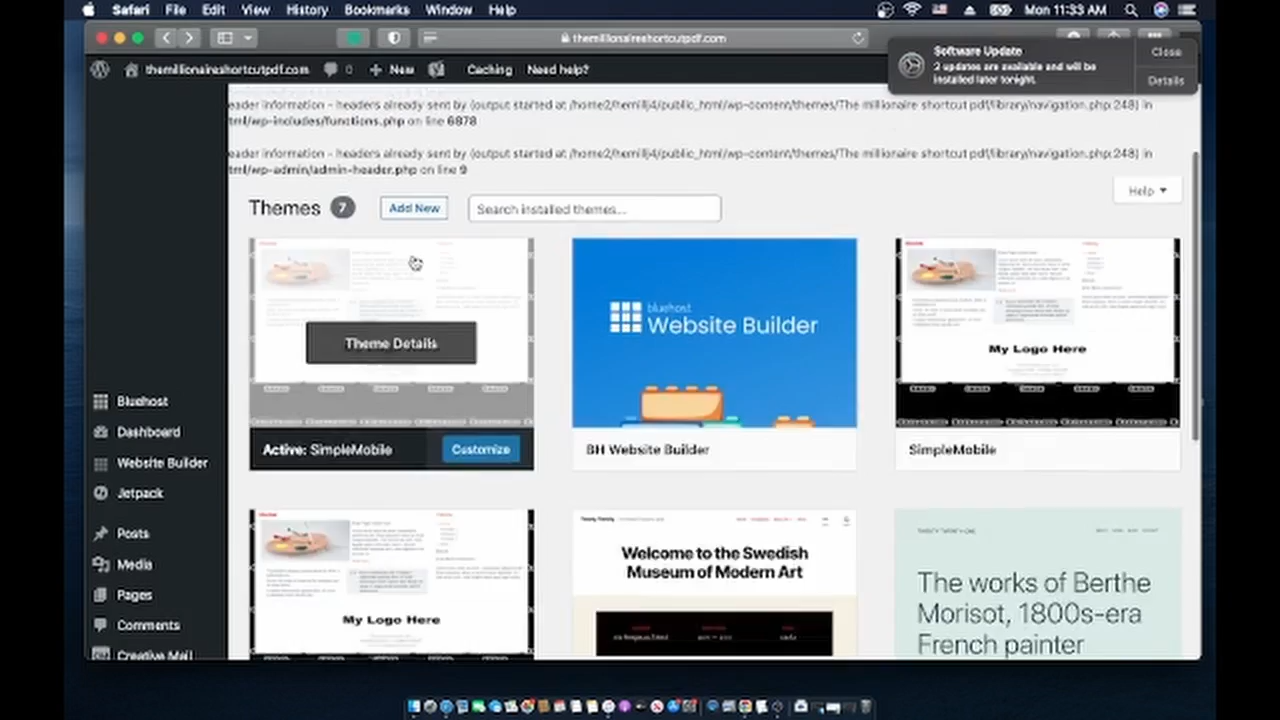 Safari File Edit View History Bookmarks Window Help Mon 11:33 AM
themillionaireshortcutpdf.com
Software Update
2 updates are available and will be
installed later tonight.
Close
Details
themillionaireshortcutpdf.com 0 New Caching Need help?
eader information - headers already sent by (output started at /home2/hemillj4/public_html/wp-content/themes/The millionaire shortcut pdf/library/navigation.php:248) in
tml/wp-includes/functions.php on line 6878
eader information - headers already sent by (output started at /home2/hemillj4/public_html/wp-content/themes/The millionaire shortcut pdf/library/navigation.php:248) in
tml/wp-admin/admin-header.php on line 9
Help
Themes 7 Add New Search installed themes...
Theme Details
Active: SimpleMobile Customize
bluehost
Website Builder
BH Website Builder
My Logo Here
SimpleMobile
Bluehost
Dashboard
Website Builder
Jetpack
Posts
Media
Pages
Comments
Creative Mail
My Logo Here
Welcome to the Swedish
Museum of Modern Art
The works of Berthe
Morisot, 1800s-era
French painter